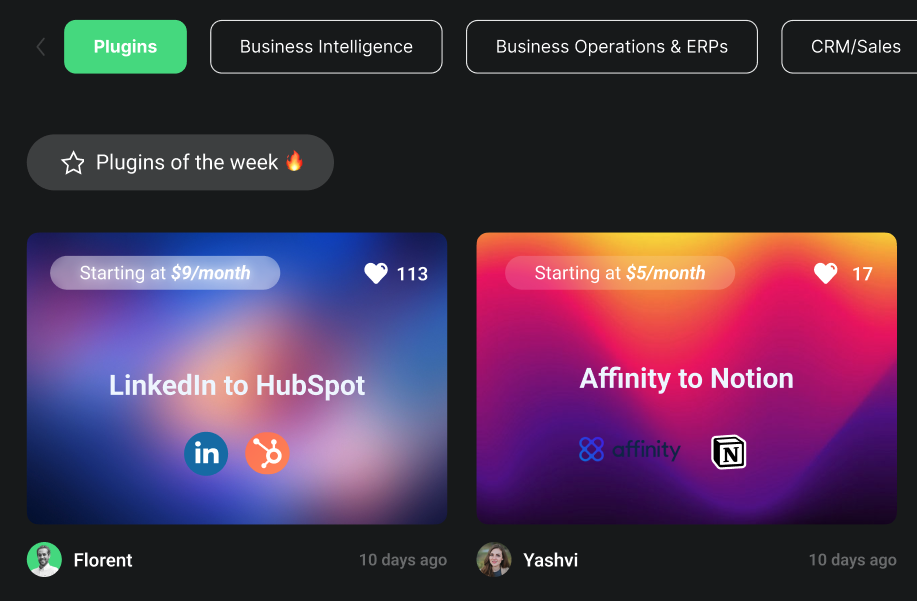 Plugins
Business Intelligence
Business Operations & ERPs
CRM/Sales
Plugins of the week 🔥
Starting at $9/month
113
LinkedIn to HubSpot
in
Starting at $5/month
17
Affinity to Notion
affinity
N
Florent
10 days ago
Yashvi
10 days ago